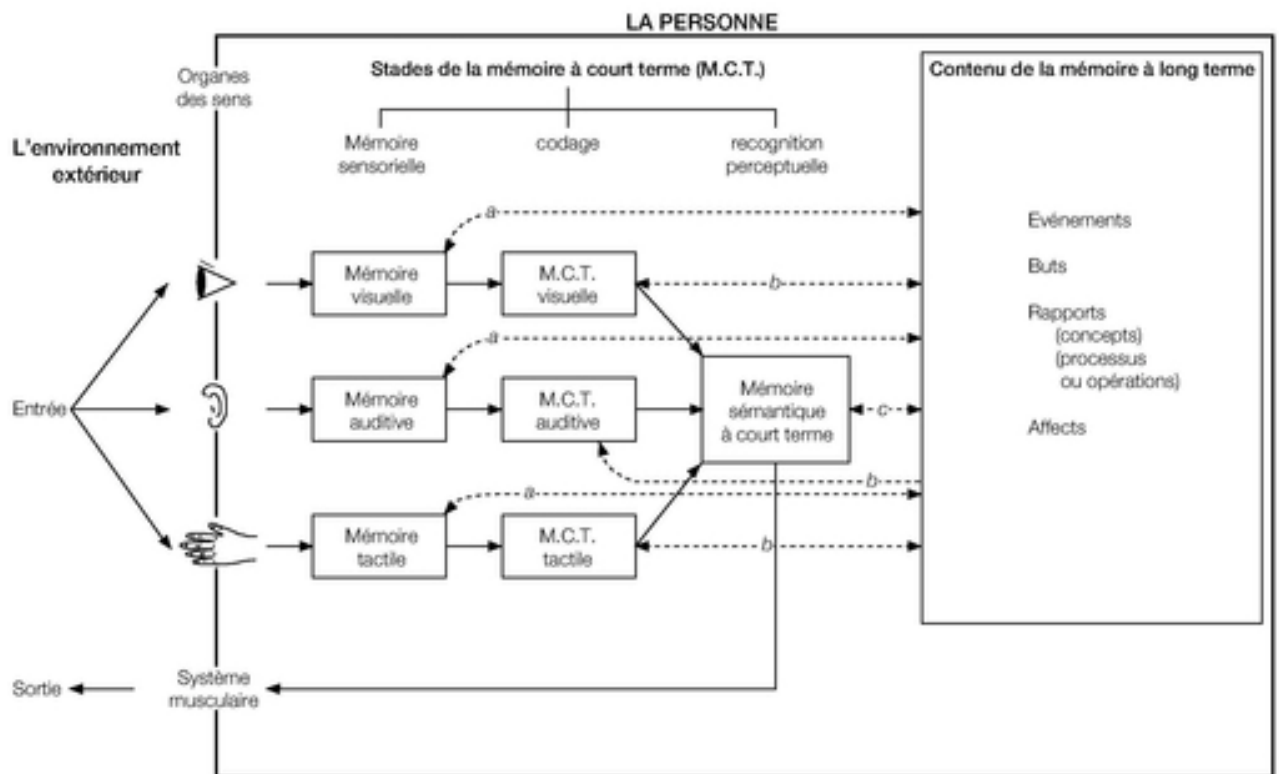 LA PERSONNE
Organes
des sens
Stades de la mémoire à court terme (M.C.T.)
Contenu de la mémoire à long terme
L'environnement
extérieur
Mémoire
sensorielle
codage
recognition
perceptuelle
a
Evénements
Mémoire
visuelle
M.C.T.
visuelle
b
Buts
Rapports
(concepts)
(processus
ou opérations)
a
Entrée
Mémoire
auditive
M.C.T.
auditive
Mémoire
sémantique
à court terme
c
Affects
b
a
Mémoire
tactile
M.C.T.
tactile
b
Sortie
Système
musculaire